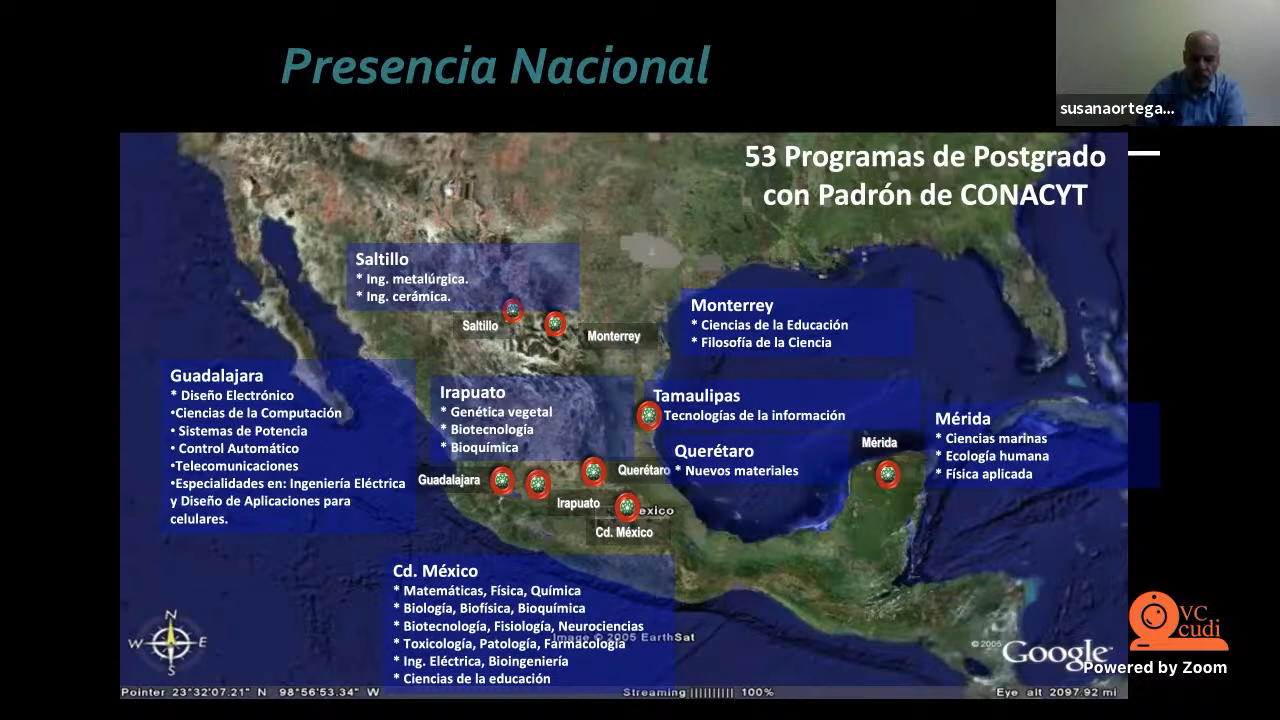 Presencia Nacional
susanaortega...
53 Programas de Postgrado
con Padrón de CONACYT
Saltillo
* Ing. metalúrgica.
* Ing. cerámica.
Saltillo
Monterrey
Monterrey
* Ciencias de la Educación
* Filosofía de la Ciencia
Guadalajara
* Diseño Electrónico
•Ciencias de la Computación
• Sistemas de Potencia
• Control Automático
•Telecomunicaciones
•Especialidades en: Ingeniería Eléctrica
y Diseño de Aplicaciones para
celulares.
Irapuato
* Genética vegetal
* Biotecnología
* Bioquímica
Tamaulipas
Tecnologías de la información
Querétaro
* Nuevos materiales
Mérida
Mérida
* Ciencias marinas
* Ecología humana
* Física aplicada
Guadalajara
Querétaro
Irapuato
exico
Cd. México
Cd. México
* Matemáticas, Física, Química
* Biología, Biofísica, Bioquímica
* Biotecnología, Fisiología, Neurociencias
* Toxicología, Patología, Farmacología
* Ing. Eléctrica, Bioingeniería
* Ciencias de la educación
Image © 2005 EarthSat
N
W E
S
©2005 Google
VC
cudi
Powered by Zoom
Pointer 23°32'07.21" N 98°56'53.34" W
Streaming |||||||||| 100%
Eye alt 2097.92 mi